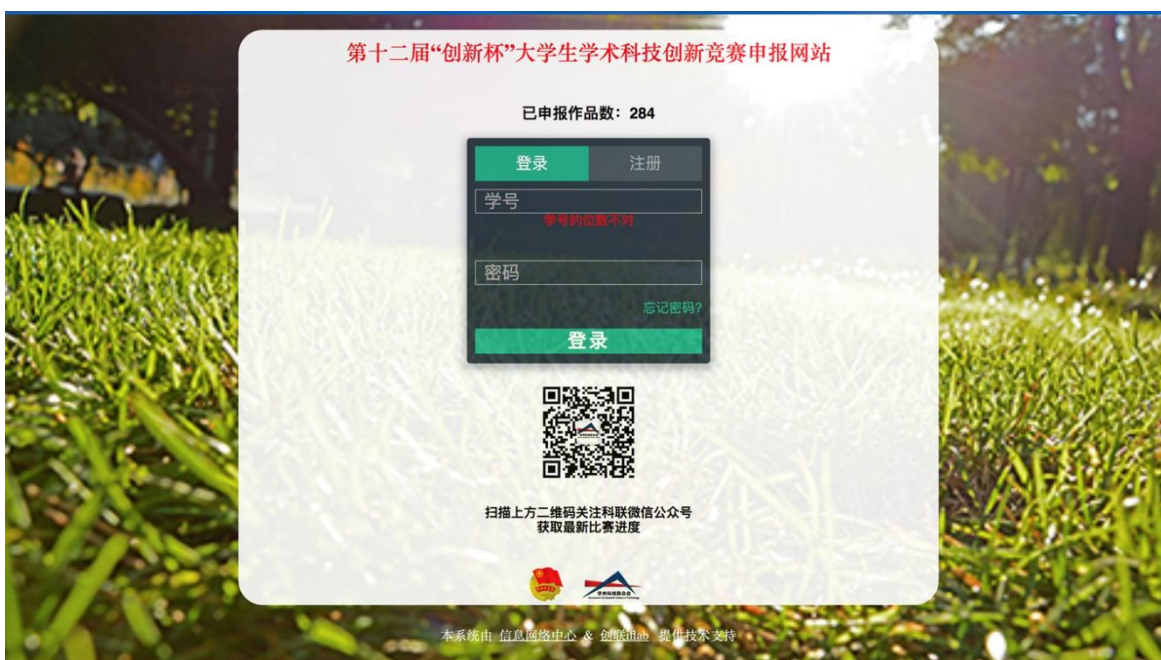 第十二届“创新杯”大学生学术科技创新竞赛申报网站
已申报作品数：284
登录 注册
学号
学号的位数不对
密码
忘记密码?
登录
扫描上方二维码关注科联微信公众号
获取最新比赛进度
本系统由 信息网络中心 & 创联ifilab 提供技术支持